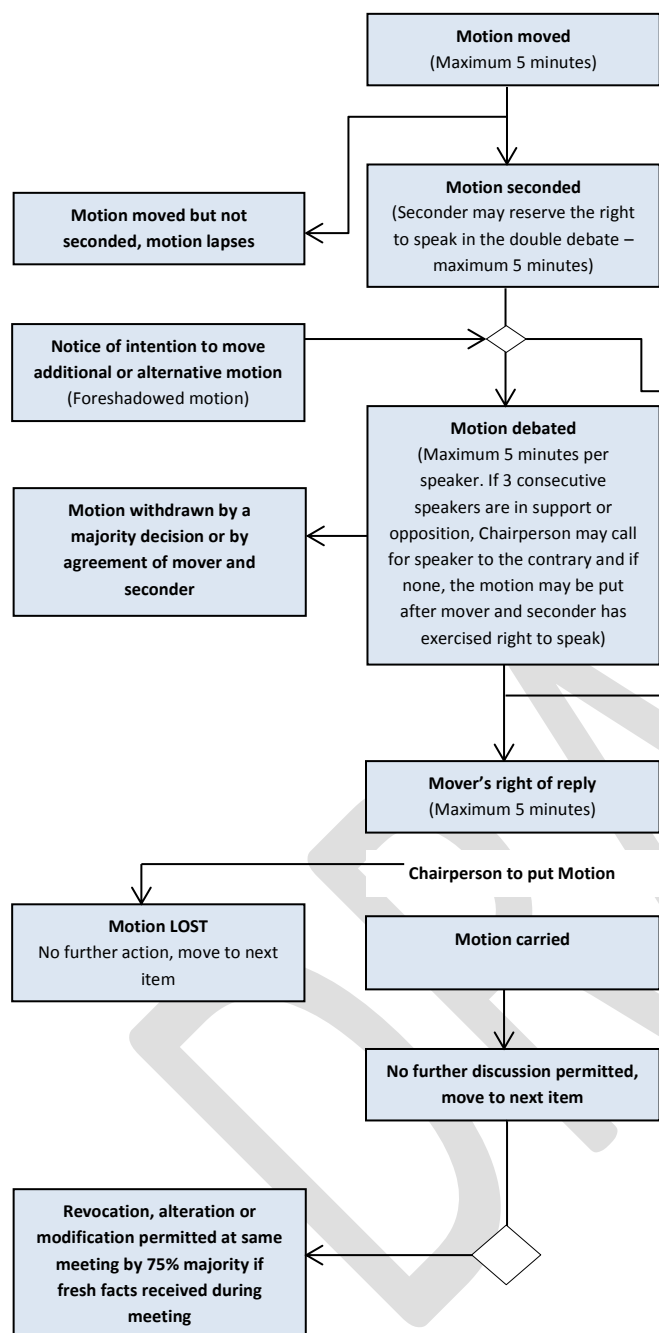 Motion moved
(Maximum 5 minutes)
Motion seconded
(Seconder may reserve the right
to speak in the double debate –
maximum 5 minutes)
Motion moved but not
seconded, motion lapses
Notice of intention to move
additional or alternative motion
(Foreshadowed motion)
Motion debated
(Maximum 5 minutes per
speaker. If 3 consecutive
speakers are in support or
opposition, Chairperson may call
for speaker to the contrary and if
none, the motion may be put
after mover and seconder has
exercised right to speak)
Motion withdrawn by a
majority decision or by
agreement of mover and
seconder
Mover's right of reply
(Maximum 5 minutes)
Chairperson to put Motion
Motion LOST
No further action, move to next
item
Motion carried
No further discussion permitted,
move to next item
Revocation, alteration or
modification permitted at same
meeting by 75% majority if
fresh facts received during
meeting